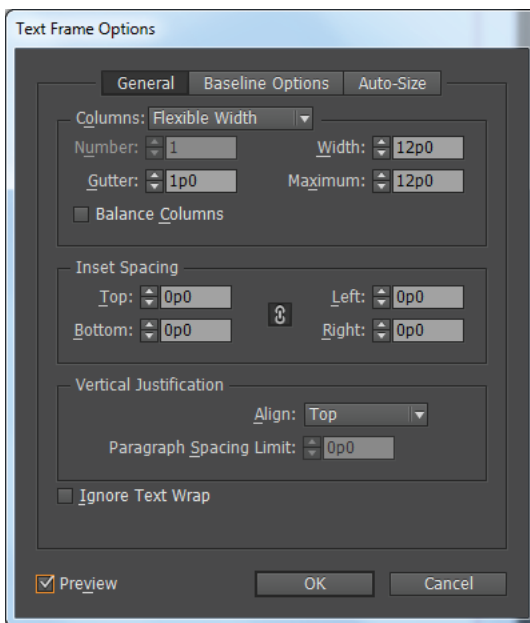 Text Frame Options
General Baseline Options Auto-Size
Columns: Flexible Width
Number: 1 Width: 12p0
Gutter: 1p0 Maximum: 12p0
Balance Columns
Inset Spacing
Top: 0p0 Left: 0p0
Bottom: 0p0 Right: 0p0
Vertical Justification
Align: Top
Paragraph Spacing Limit: 0p0
Ignore Text Wrap
Preview OK Cancel